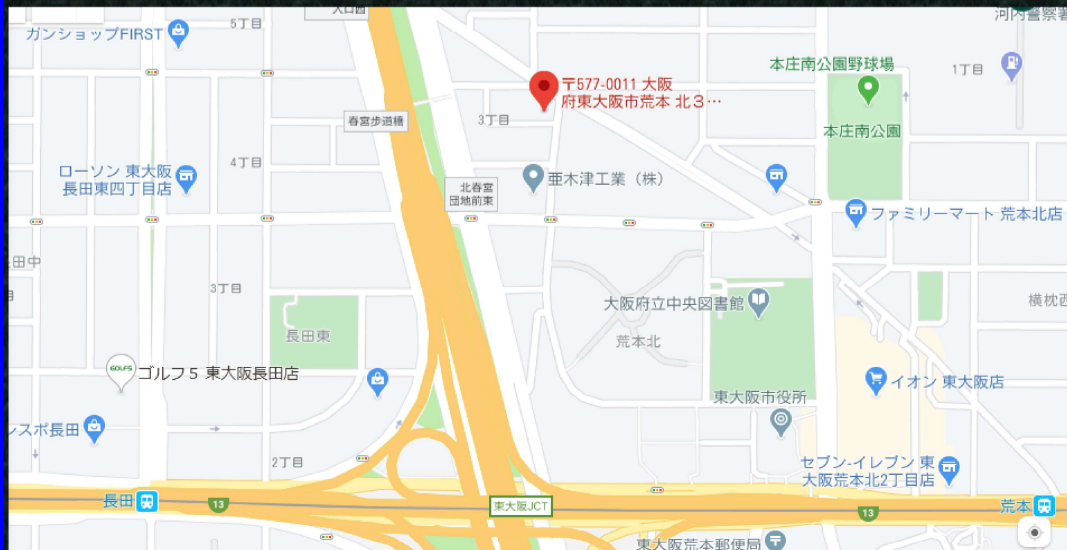 入口西
河内警察署
ガンショップFIRST
5丁目
本庄南公園野球場
1丁目
〒577-0011 大阪
府東大阪市荒本 北3…
春宮歩道橋
3丁目
本庄南公園
4丁目
ローソン 東大阪
長田東四丁目店
亜木津工業（株）
北春宮
団地前東
ファミリーマート 荒本北店
長田中
3丁目
大阪府立中央図書館
横枕西
長田東
荒本北
GOLF5
ゴルフ5 東大阪長田店
イオン 東大阪店
東大阪市役所
ンスポ長田
2丁目
セブン-イレブン 東
大阪荒本北2丁目店
長田
13
東大阪JCT
13
荒本
東大阪荒本郵便局